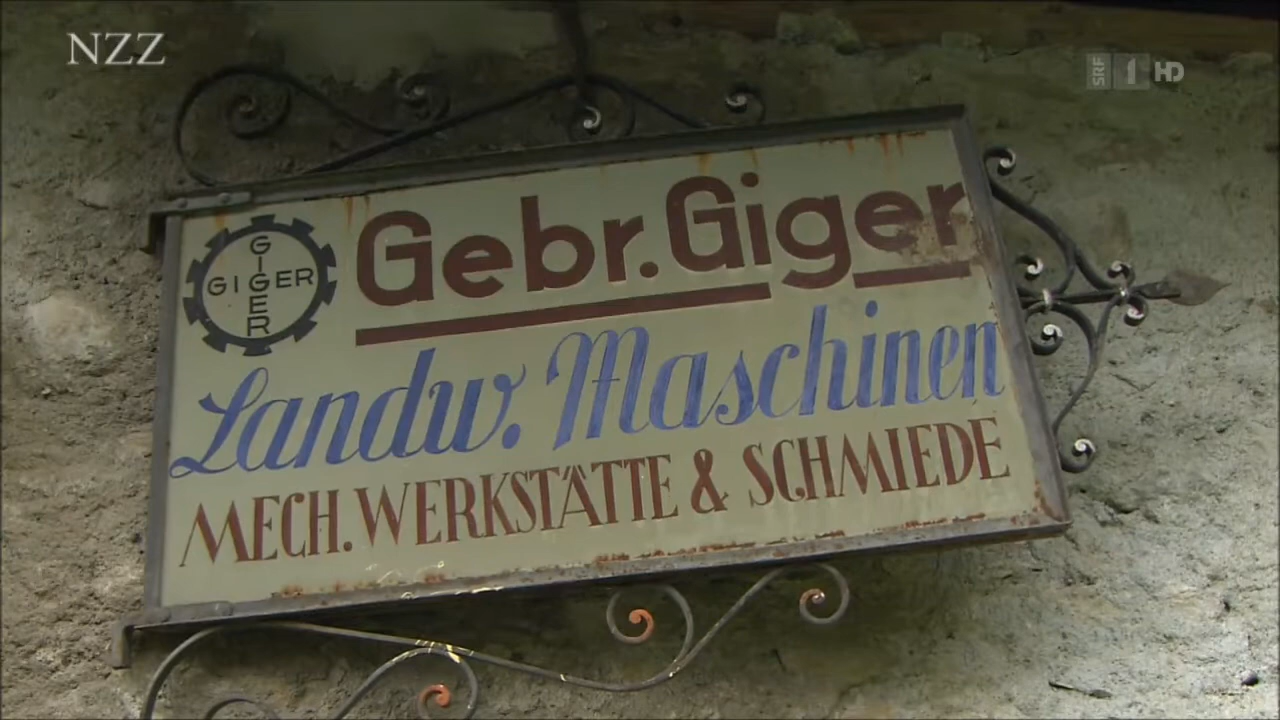 NZZ
SRF 1 HD
GIGER
GIGER
Gebr. Giger
Landw. Maschinen
MECH. WERKSTÄTTE & SCHMIEDE